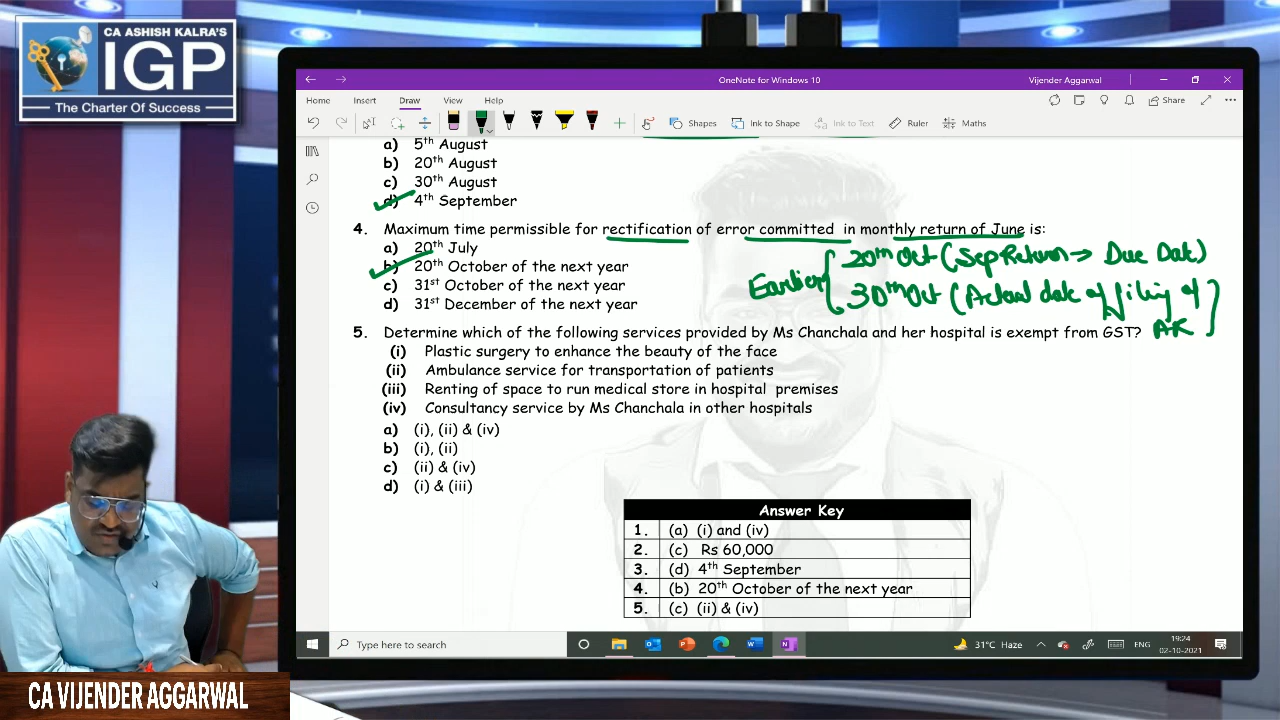 CA ASHISH KALRA'S
IGP
The Charter Of Success
OneNote for Windows 10
Vijender Aggarwal
Home Insert Draw View Help
Share
Shapes Ink to Shape Ink to Text Ruler Maths
a) 5th August
b) 20th August
c) 30th August
d) 4th September
4. Maximum time permissible for rectification of error committed in monthly return of June is:
a) 20th July
b) 20th October of the next year
c) 31st October of the next year
d) 31st December of the next year
Earlier
20th Oct (Sep Return → Due Date)
30th Oct (Actual date of filing of
AR
5. Determine which of the following services provided by Ms Chanchala and her hospital is exempt from GST?
(i) Plastic surgery to enhance the beauty of the face
(ii) Ambulance service for transportation of patients
(iii) Renting of space to run medical store in hospital premises
(iv) Consultancy service by Ms Chanchala in other hospitals
a) (i), (ii) & (iv)
b) (i), (ii)
c) (ii) & (iv)
d) (i) & (iii)
Answer Key
1. (a) (i) and (iv)
2. (c) Rs 60,000
3. (d) 4th September
4. (b) 20th October of the next year
5. (c) (ii) & (iv)
Type here to search
31°C Haze
ENG
19:24
02-10-2021
CA VIJENDER AGGARWAL